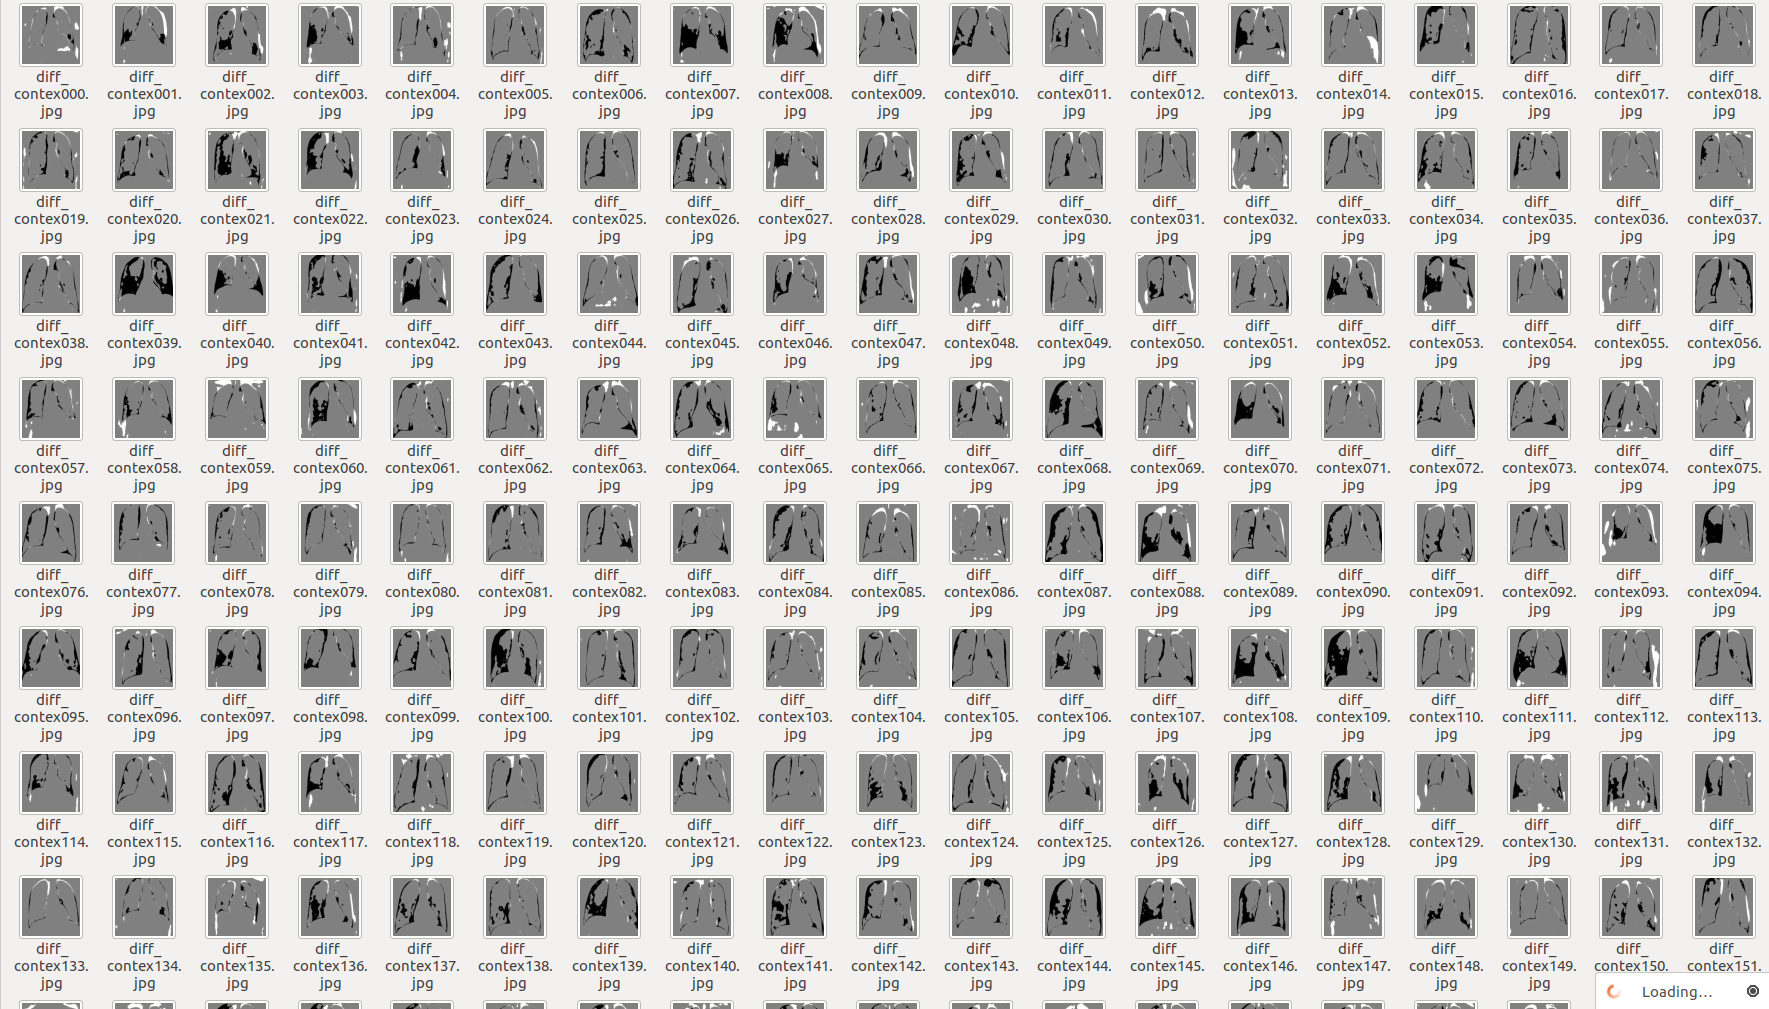 diff_ diff_ diff_ diff_ diff_ diff_ diff_ diff_ diff_ diff_ diff_ diff_ diff_ diff_ diff_ diff_ diff_ diff_ diff_
contex000. contex001. contex002. contex003. contex004. contex005. contex006. contex007. contex008. contex009. contex010. contex011. contex012. contex013. contex014. contex015. contex016. contex017. contex018.
jpg jpg jpg jpg jpg jpg jpg jpg jpg jpg jpg jpg jpg jpg jpg jpg jpg jpg jpg
diff_ diff_ diff_ diff_ diff_ diff_ diff_ diff_ diff_ diff_ diff_ diff_ diff_ diff_ diff_ diff_ diff_ diff_ diff_
contex019. contex020. contex021. contex022. contex023. contex024. contex025. contex026. contex027. contex028. contex029. contex030. contex031. contex032. contex033. contex034. contex035. contex036. contex037.
jpg jpg jpg jpg jpg jpg jpg jpg jpg jpg jpg jpg jpg jpg jpg jpg jpg jpg jpg
diff_ diff_ diff_ diff_ diff_ diff_ diff_ diff_ diff_ diff_ diff_ diff_ diff_ diff_ diff_ diff_ diff_ diff_ diff_
contex038. contex039. contex040. contex041. contex042. contex043. contex044. contex045. contex046. contex047. contex048. contex049. contex050. contex051. contex052. contex053. contex054. contex055. contex056.
jpg jpg jpg jpg jpg jpg jpg jpg jpg jpg jpg jpg jpg jpg jpg jpg jpg jpg jpg
diff_ diff_ diff_ diff_ diff_ diff_ diff_ diff_ diff_ diff_ diff_ diff_ diff_ diff_ diff_ diff_ diff_ diff_ diff_
contex057. contex058. contex059. contex060. contex061. contex062. contex063. contex064. contex065. contex066. contex067. contex068. contex069. contex070. contex071. contex072. contex073. contex074. contex075.
jpg jpg jpg jpg jpg jpg jpg jpg jpg jpg jpg jpg jpg jpg jpg jpg jpg jpg jpg
diff_ diff_ diff_ diff_ diff_ diff_ diff_ diff_ diff_ diff_ diff_ diff_ diff_ diff_ diff_ diff_ diff_ diff_ diff_
contex076. contex077. contex078. contex079. contex080. contex081. contex082. contex083. contex084. contex085. contex086. contex087. contex088. contex089. contex090. contex091. contex092. contex093. contex094.
jpg jpg jpg jpg jpg jpg jpg jpg jpg jpg jpg jpg jpg jpg jpg jpg jpg jpg jpg
diff_ diff_ diff_ diff_ diff_ diff_ diff_ diff_ diff_ diff_ diff_ diff_ diff_ diff_ diff_ diff_ diff_ diff_ diff_
contex095. contex096. contex097. contex098. contex099. contex100. contex101. contex102. contex103. contex104. contex105. contex106. contex107. contex108. contex109. contex110. contex111. contex112. contex113.
jpg jpg jpg jpg jpg jpg jpg jpg jpg jpg jpg jpg jpg jpg jpg jpg jpg jpg jpg
diff_ diff_ diff_ diff_ diff_ diff_ diff_ diff_ diff_ diff_ diff_ diff_ diff_ diff_ diff_ diff_ diff_ diff_ diff_
contex114. contex115. contex116. contex117. contex118. contex119. contex120. contex121. contex122. contex123. contex124. contex125. contex126. contex127. contex128. contex129. contex130. contex131. contex132.
jpg jpg jpg jpg jpg jpg jpg jpg jpg jpg jpg jpg jpg jpg jpg jpg jpg jpg jpg
diff_ diff_ diff_ diff_ diff_ diff_ diff_ diff_ diff_ diff_ diff_ diff_ diff_ diff_ diff_ diff_ diff_ diff_ diff_
contex133. contex134. contex135. contex136. contex137. contex138. contex139. contex140. contex141. contex142. contex143. contex144. contex145. contex146. contex147. contex148. contex149. contex150. contex151.
jpg jpg jpg jpg jpg jpg jpg jpg jpg jpg jpg jpg jpg jpg jpg jpg jpg
Loading...